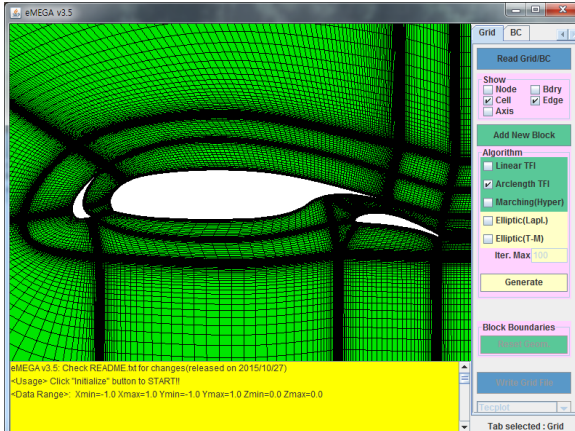 eMEGA v3.5
Grid BC
Read Grid/BC
Show
Node Bdry
Cell Edge
Axis
Add New Block
Algorithm
Linear TFI
Arclength TFI
Marching(Hyper)
Elliptic(Lapl.)
Elliptic(T-M)
Iter. Max 100
Generate
Block Boundaries
Write Grid File
Tecplot
Tab selected : Grid
eMEGA v3.5: Check README.txt for changes(released on 2015/10/27)
<Usage> Click "Initialize" button to START!!
<Data Range>: Xmin=-1.0 Xmax=1.0 Ymin=-1.0 Ymax=1.0 Zmin=0.0 Zmax=0.0